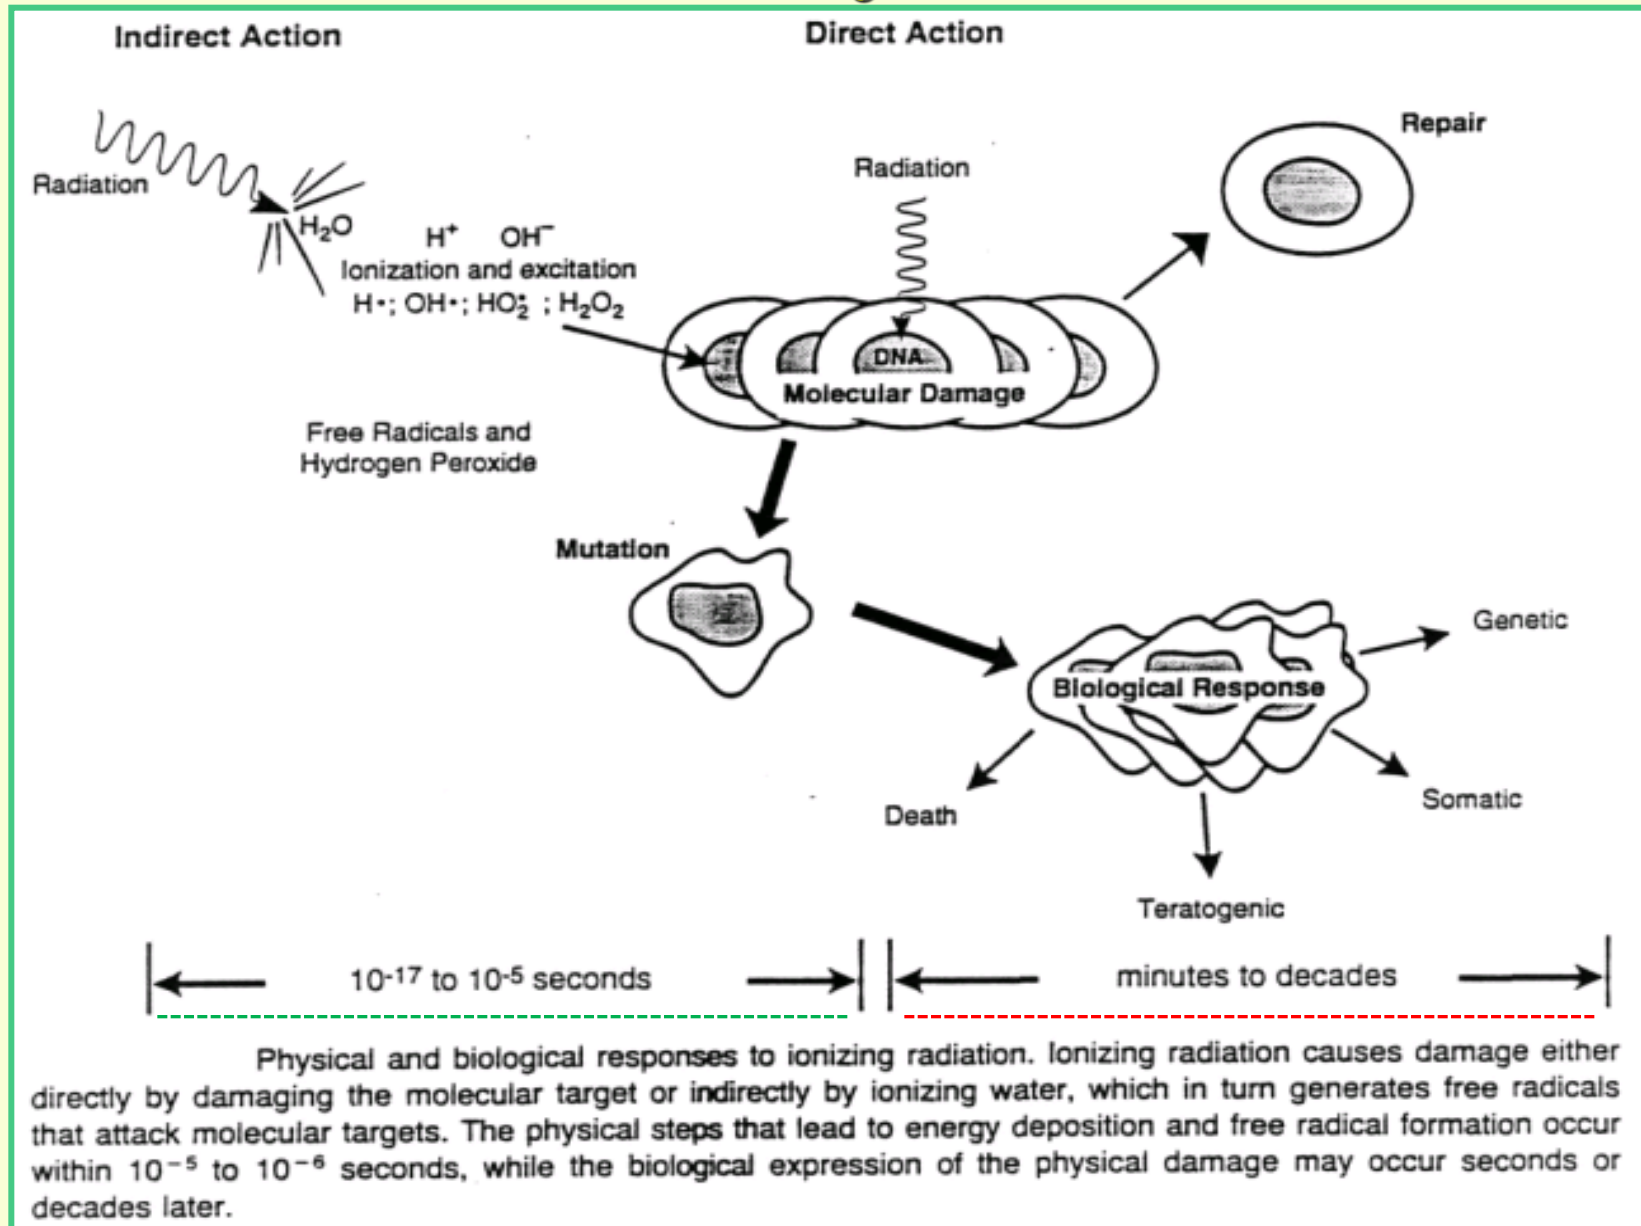 Indirect Action
Direct Action
Radiation
H₂O
H⁺ OH⁻
Ionization and excitation
H•; OH•; HO₂• ; H₂O₂
Free Radicals and
Hydrogen Peroxide
Radiation
DNA
Molecular Damage
Repair
Mutation
Biological Response
Genetic
Somatic
Teratogenic
Death
10⁻¹⁷ to 10⁻⁵ seconds
minutes to decades
Physical and biological responses to ionizing radiation. Ionizing radiation causes damage either
directly by damaging the molecular target or indirectly by ionizing water, which in turn generates free radicals
that attack molecular targets. The physical steps that lead to energy deposition and free radical formation occur
within 10⁻⁵ to 10⁻⁶ seconds, while the biological expression of the physical damage may occur seconds or
decades later.